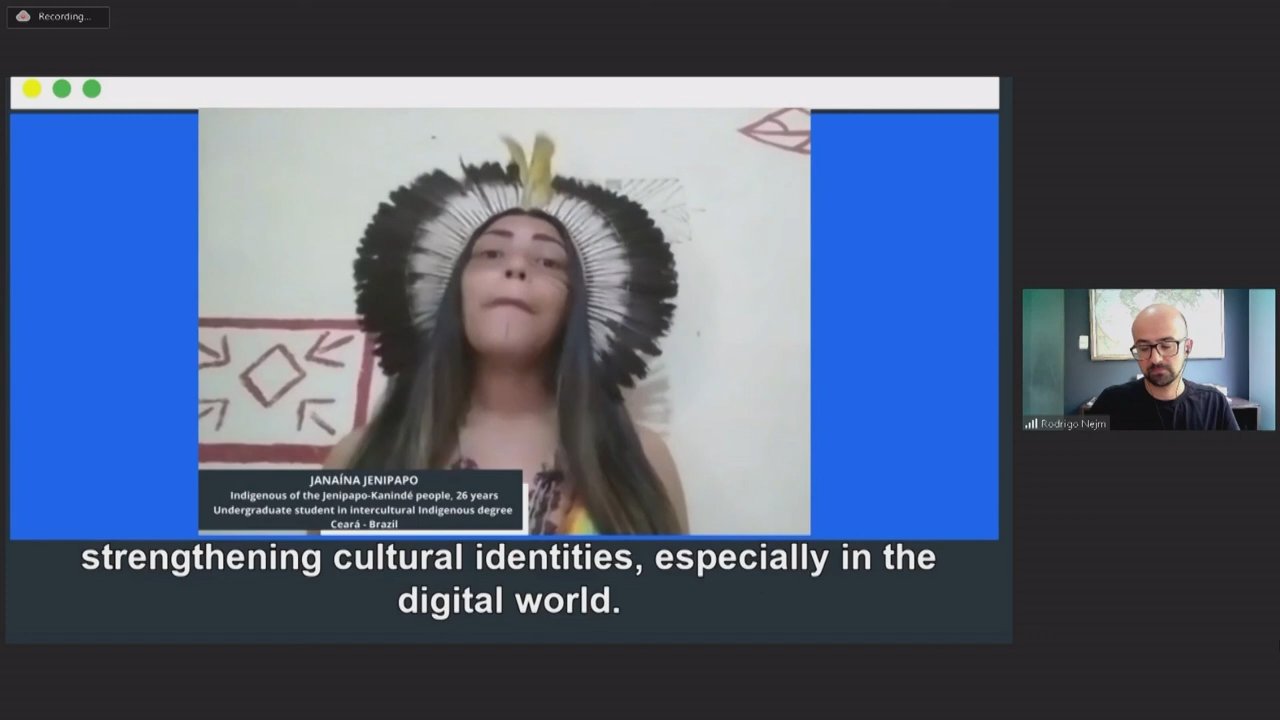 Recording...
JANAÍNA JENIPAPO
Indigenous of the Jenipapo-Kanindé people, 26 years
Undergraduate student in intercultural Indigenous degree
Ceará - Brazil
strengthening cultural identities, especially in the
digital world.
Rodrigo Nejm